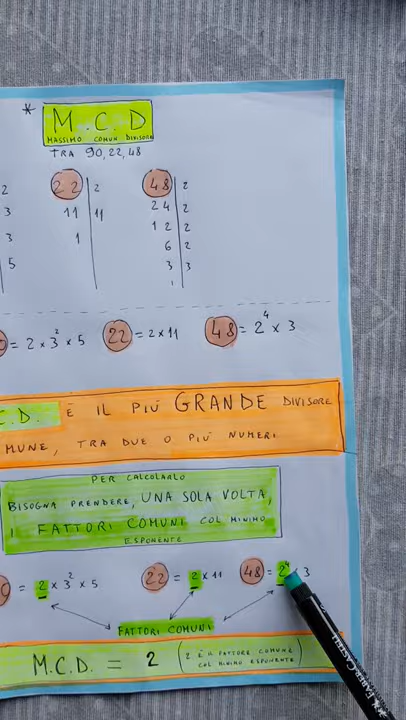 * M.C.D
MASSIMO COMUN DIVISORE
TRA 90, 22, 48
2
3
3
5
22 | 2
11 | 11
1
48 | 2
24 | 2
12 | 2
6 | 2
3 | 3
1
0 = 2 x 3² x 5
22 = 2 x 11
48 = 2⁴ x 3
C.D. È IL PIÙ GRANDE DIVISORE
MUNE, TRA DUE O PIÙ NUMERI
PER CALCOLARLO
BISOGNA PRENDERE, UNA SOLA VOLTA,
I FATTORI COMUNI COL MINIMO
ESPONENTE
0 = 2 x 3² x 5
22 = 2 x 11
48 = 2⁴ x 3
FATTORI COMUNI
M.C.D. = 2 (2 È IL FATTORE COMUNE
COL MINIMO ESPONENTE)
FABER-CASTELL